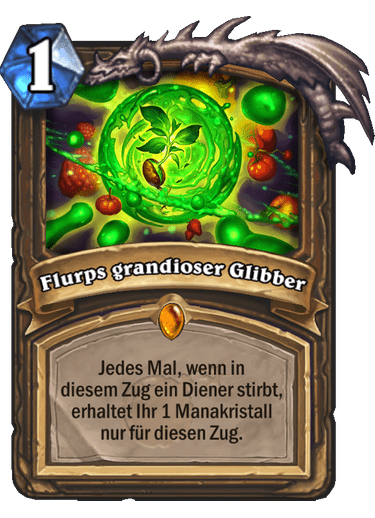 1
Flurps grandioser Glibber
Jedes Mal, wenn in
diesem Zug ein Diener stirbt,
erhaltet Ihr 1 Manakristall
nur für diesen Zug.